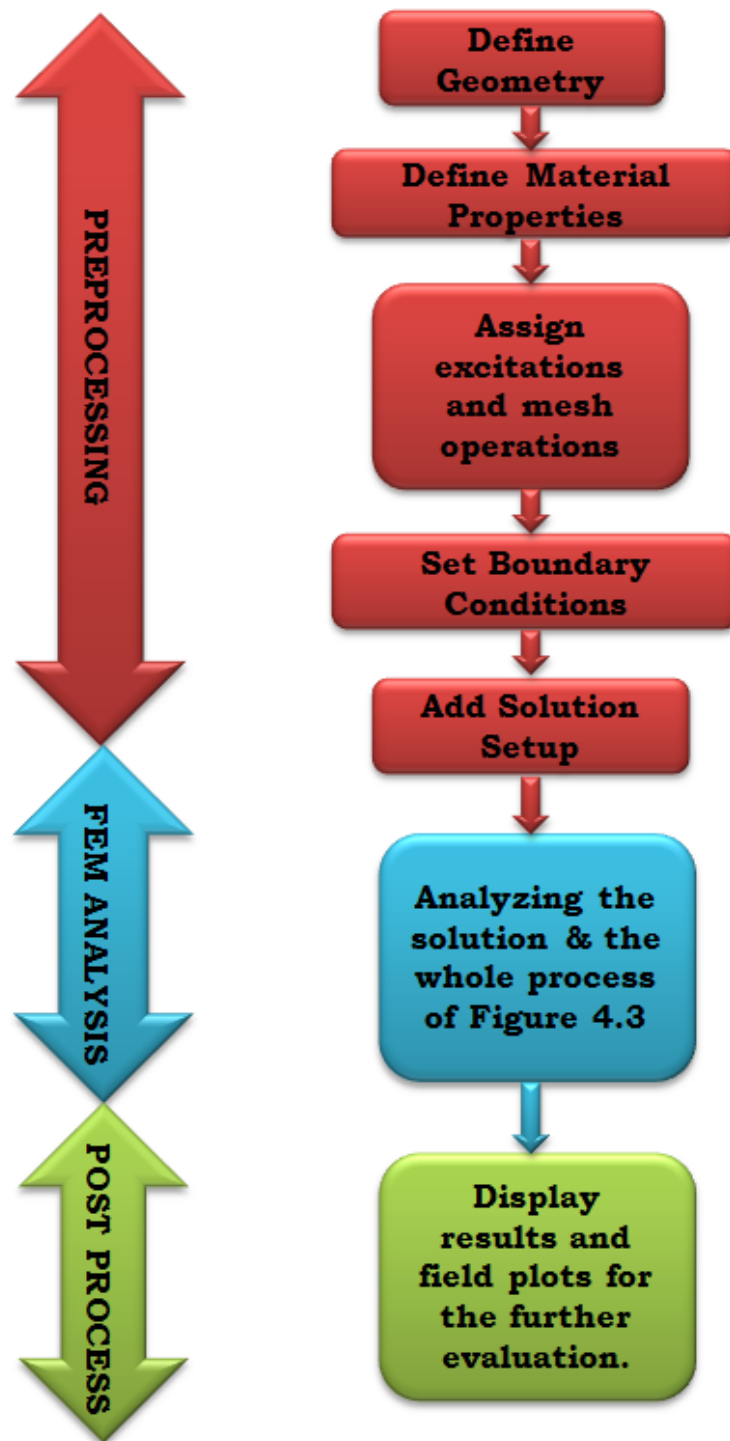 PREPROCESSING
Define
Geometry
Define Material
Properties
Assign
excitations
and mesh
operations
Set Boundary
Conditions
Add Solution
Setup
FEM ANALYSIS
Analyzing the
solution & the
whole process
of Figure 4.3
POST PROCESS
Display
results and
field plots for
the further
evaluation.